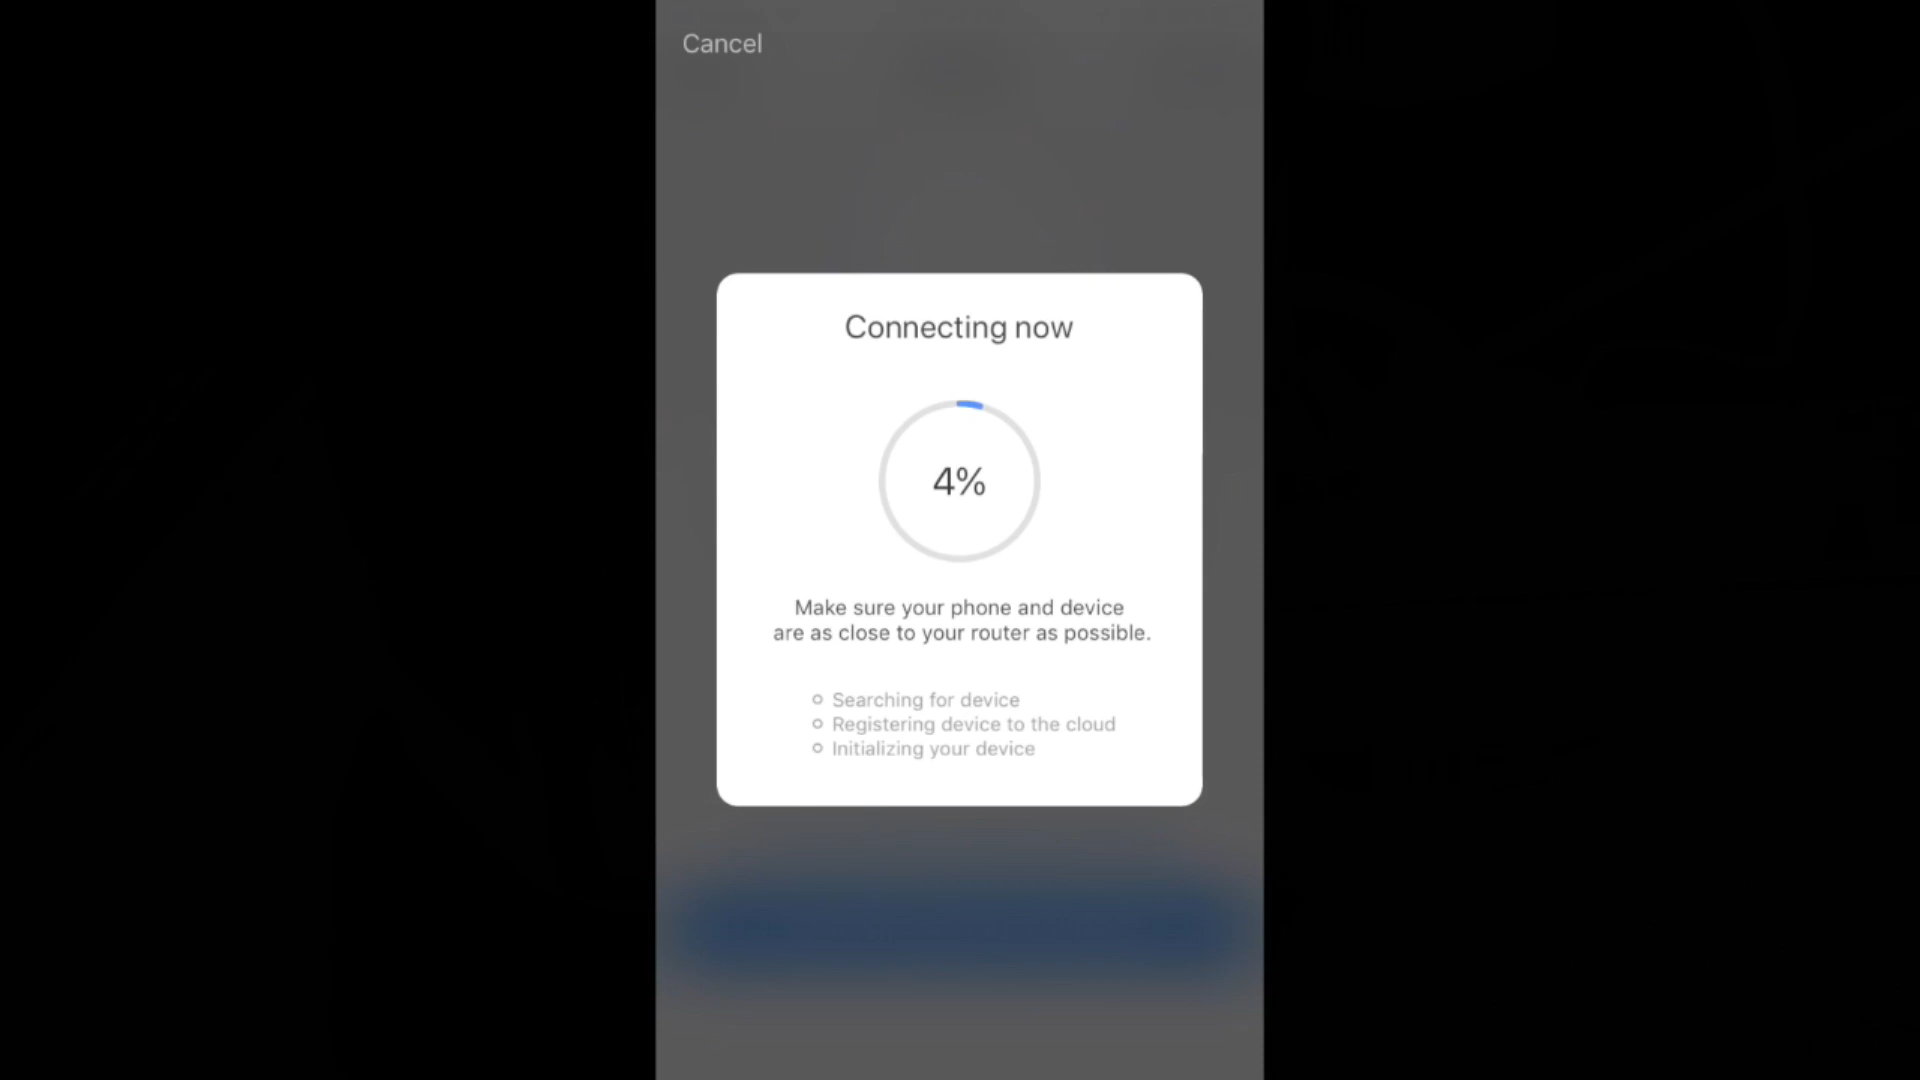 Cancel
Connecting now
4%
Make sure your phone and device
are as close to your router as possible.
Searching for device
Registering device to the cloud
Initializing your device